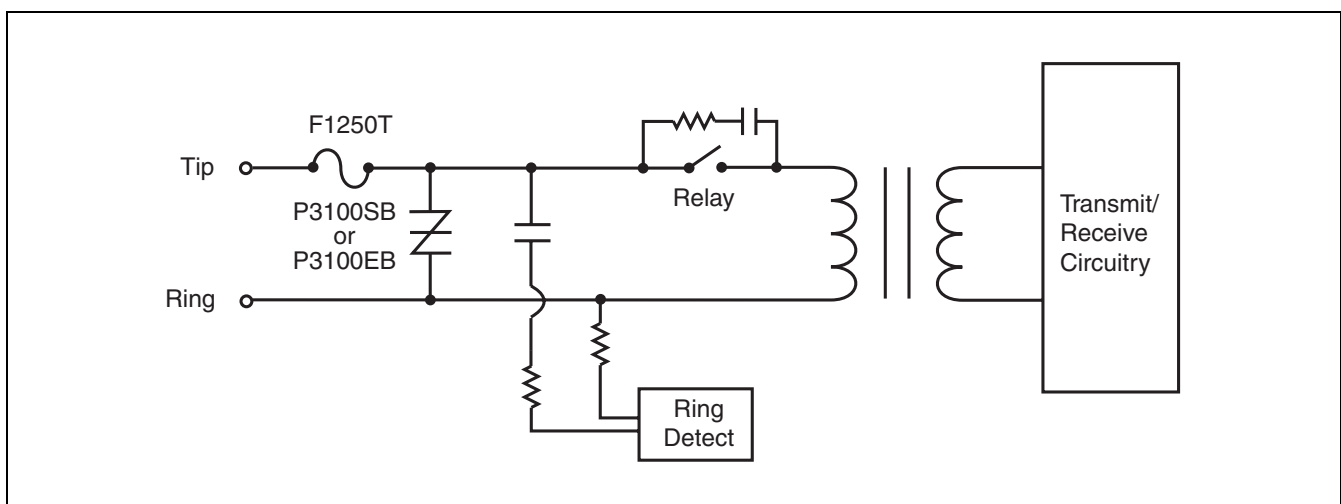 F1250T
Tip
P3100SB
or
P3100EB
Ring
Relay
Transmit/
Receive
Circuitry
Ring
Detect